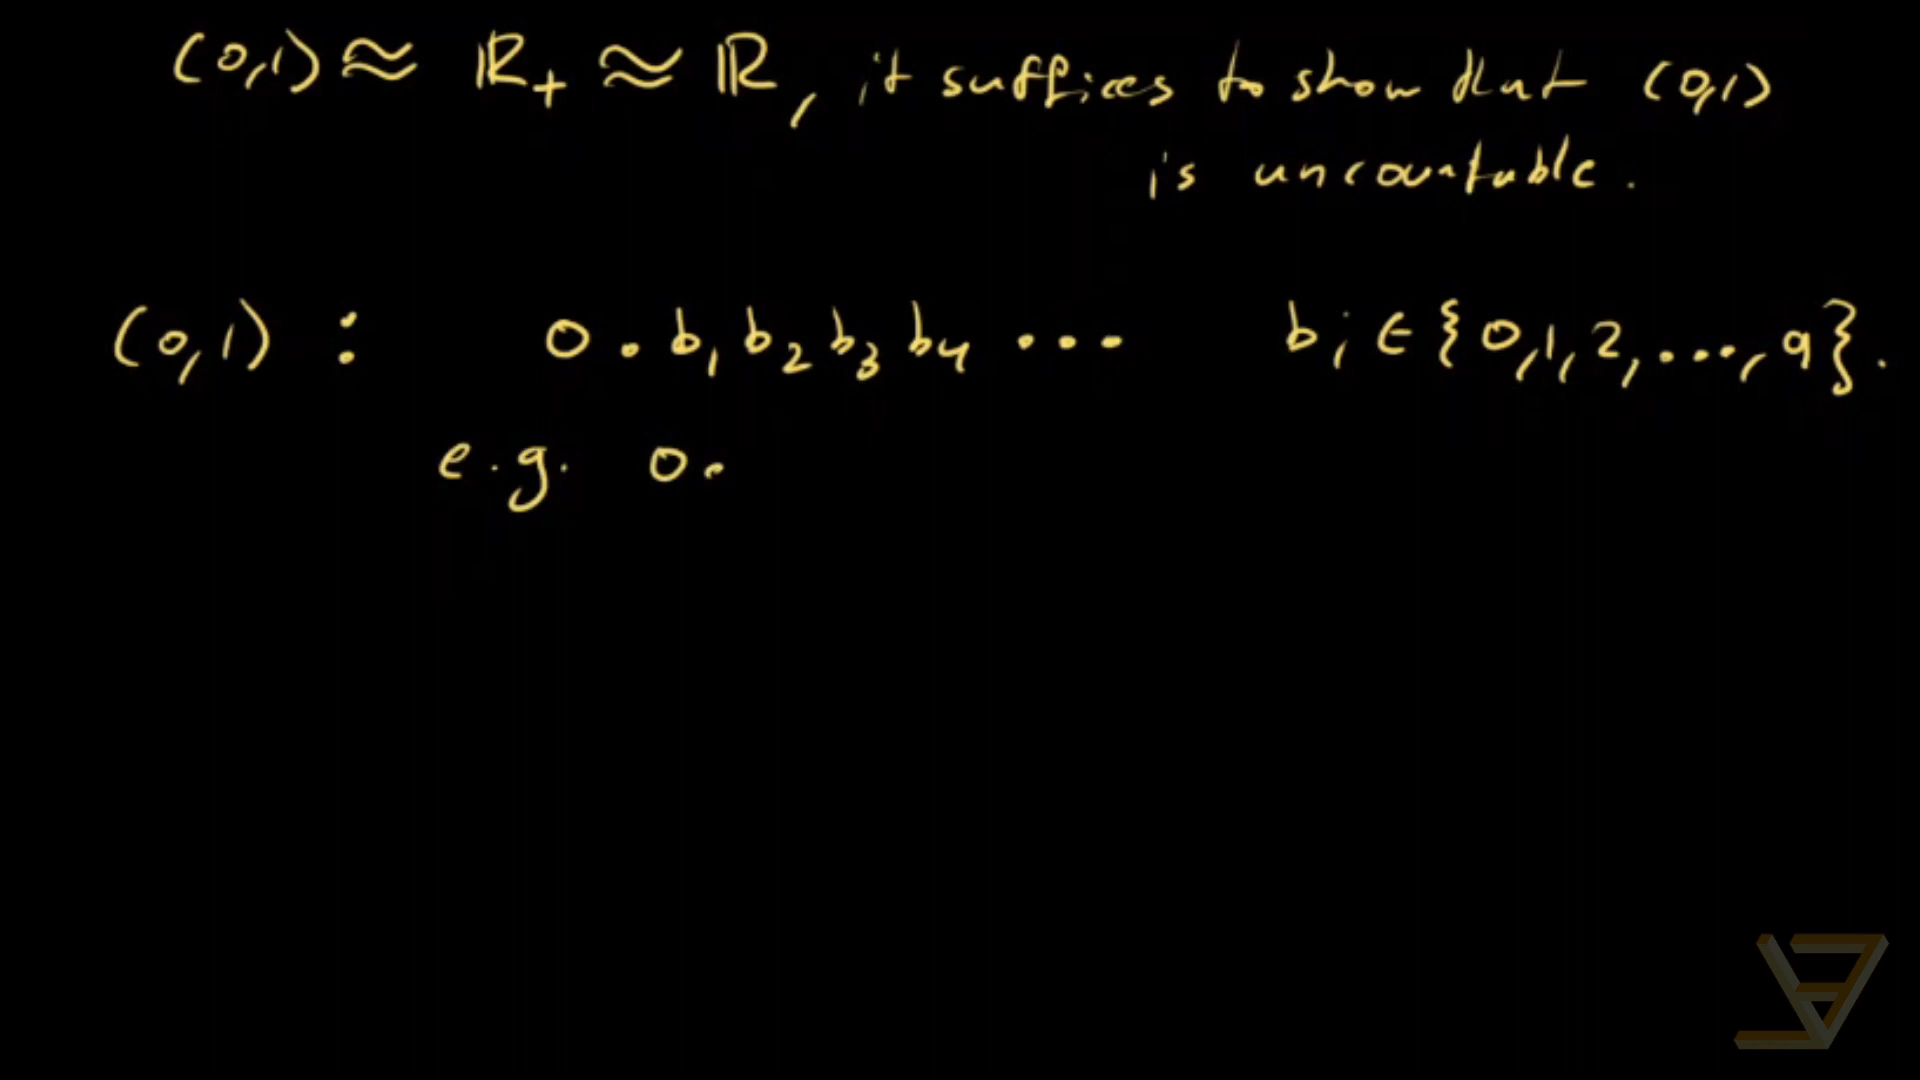 (0,1) ≈ ℝ₊ ≈ ℝ, it suffices to show that (0,1)
is uncountable.
(0,1) : 0.b₁b₂b₃b₄... bᵢ ∈ {0,1,2,...,9}.
e.g. 0.